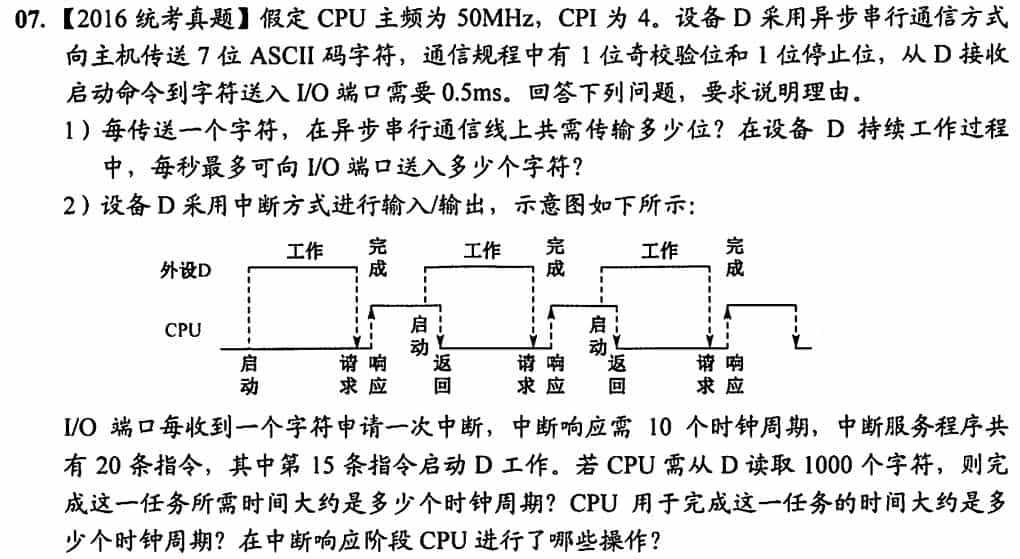 07.【2016 统考真题】假定 CPU 主频为 50MHz，CPI 为 4。设备 D 采用异步串行通信方式
向主机传送 7 位 ASCII 码字符，通信规程中有 1 位奇校验位和 1 位停止位，从 D 接收
启动命令到字符送入 I/O 端口需要 0.5ms。回答下列问题，要求说明理由。
1）每传送一个字符，在异步串行通信线上共需传输多少位？在设备 D 持续工作过程
中，每秒最多可向 I/O 端口送入多少个字符？
2）设备 D 采用中断方式进行输入/输出，示意图如下所示：
工作 完成 工作 完成 工作 完成
外设D
CPU
启动 请求 响应 启动 返回 请求 响应 启动 返回 请求 响应
I/O 端口每收到一个字符申请一次中断，中断响应需 10 个时钟周期，中断服务程序共
有 20 条指令，其中第 15 条指令启动 D 工作。若 CPU 需从 D 读取 1000 个字符，则完
成这一任务所需时间大约是多少个时钟周期？CPU 用于完成这一任务的时间大约是多
少个时钟周期？在中断响应阶段 CPU 进行了哪些操作？